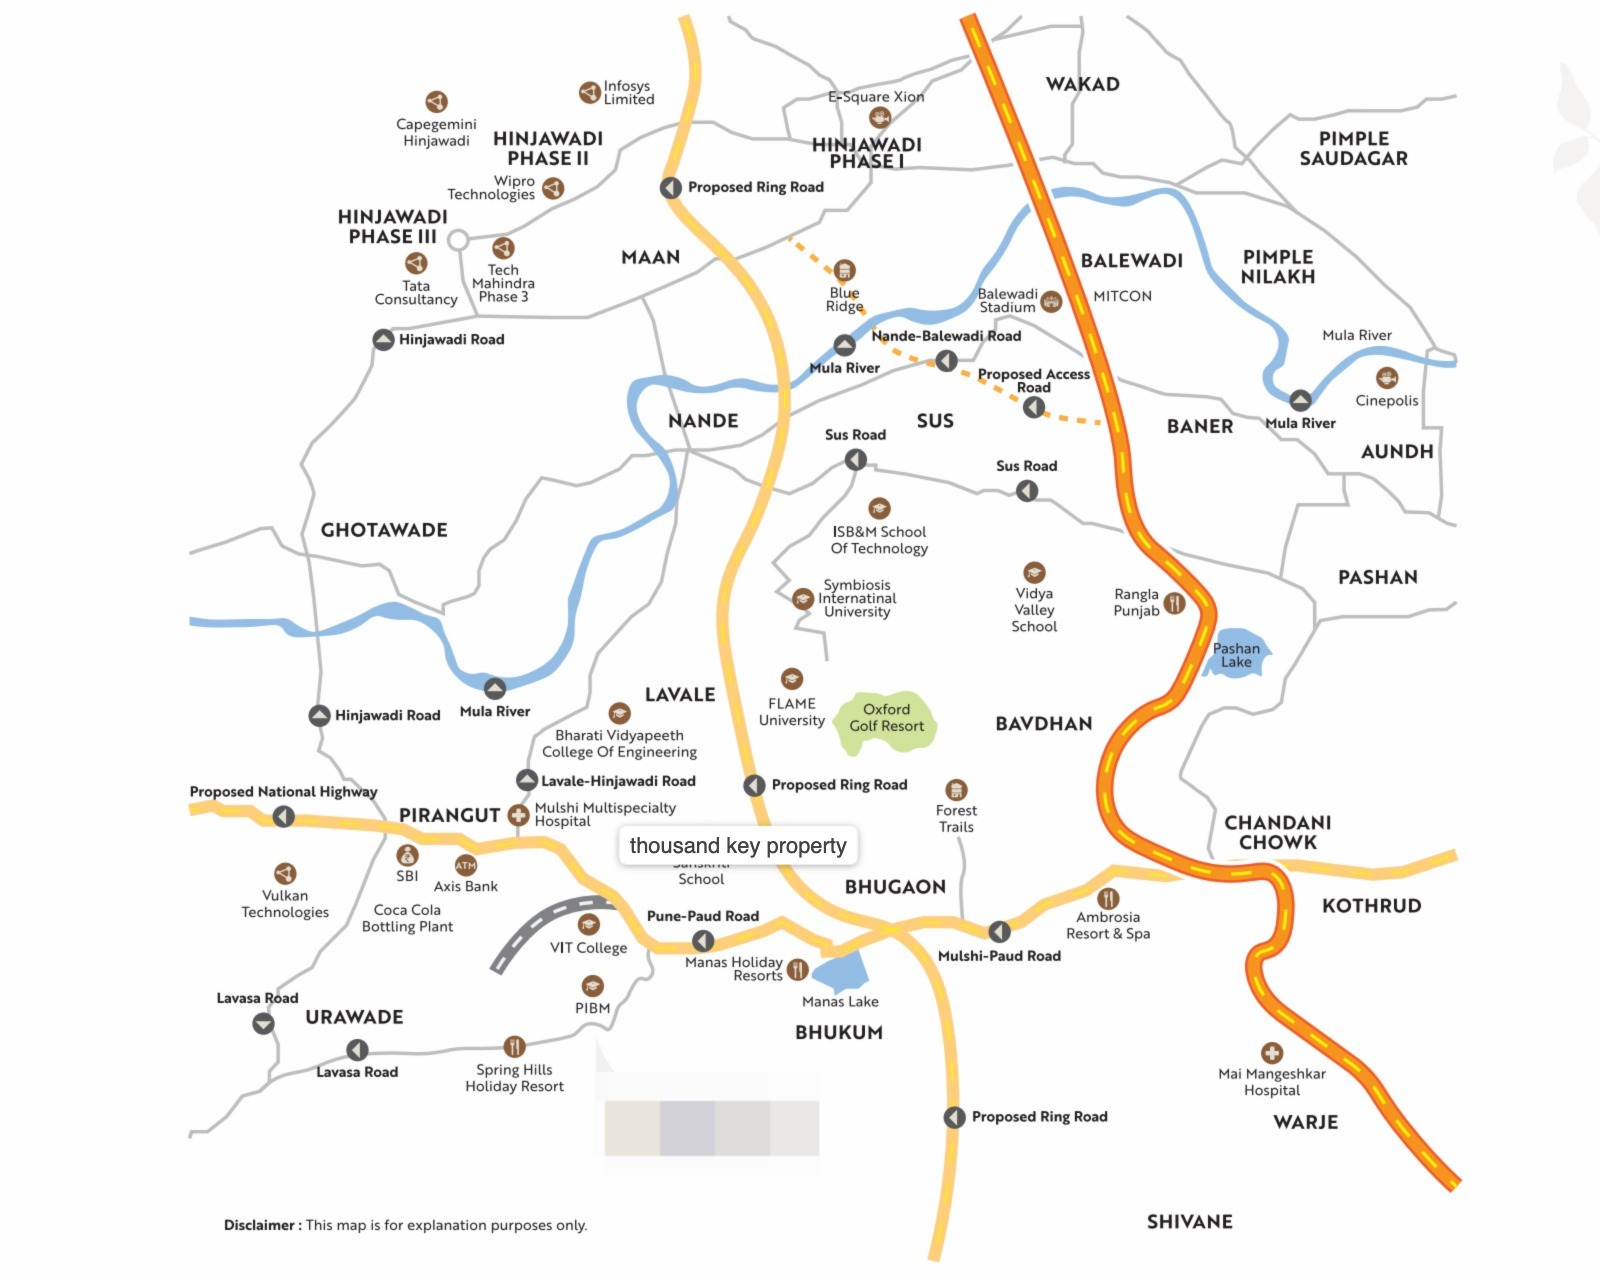 WAKAD
Infosys
Limited
E-Square Xion
Capegemini
Hinjawadi
HINJAWADI
PHASE II
HINJAWADI
PHASE I
PIMPLE
SAUDAGAR
Wipro
Technologies
Proposed Ring Road
HINJAWADI
PHASE III
MAAN
BALEWADI
PIMPLE
NILAKH
Tech
Mahindra
Phase 3
Tata
Consultancy
Blue
Ridge
Balewadi
Stadium
MITCON
Hinjawadi Road
Nande-Balewadi Road
Mula River
Mula River
Proposed Access
Road
Cinepolis
NANDE
SUS
BANER
Mula River
Sus Road
AUNDH
Sus Road
GHOTAWADE
ISB&M School
Of Technology
PASHAN
Symbiosis
Internatinal
University
Vidya
Valley
School
Rangla
Punjab
Pashan
Lake
LAVALE
FLAME
University
Oxford
Golf Resort
BAVDHAN
Hinjawadi Road
Mula River
Bharati Vidyapeeth
College Of Engineering
Lavale-Hinjawadi Road
Proposed Ring Road
Proposed National Highway
PIRANGUT
Mulshi Multispecialty
Hospital
Forest
Trails
CHANDANI
CHOWK
thousand key property
Sanskriti
School
SBI
Axis Bank
ATM
BHUGAON
Vulkan
Technologies
Coca Cola
Bottling Plant
KOTHRUD
Pune-Paud Road
Ambrosia
Resort & Spa
VIT College
Mulshi-Paud Road
Manas Holiday
Resorts
Manas Lake
PIBM
Lavasa Road
URAWADE
BHUKUM
Lavasa Road
Spring Hills
Holiday Resort
Mai Mangeshkar
Hospital
Proposed Ring Road
WARJE
SHIVANE
Disclaimer : This map is for explanation purposes only.